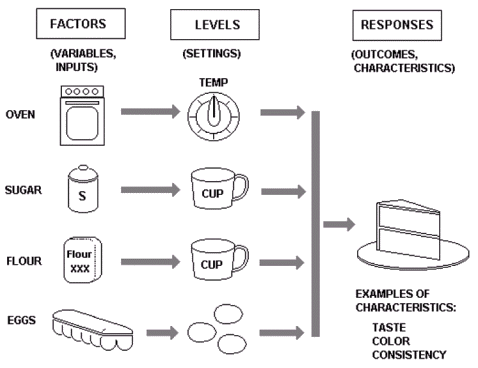 FACTORS
LEVELS
RESPONSES
(VARIABLES,
INPUTS)
(SETTINGS)
(OUTCOMES,
CHARACTERISTICS)
OVEN
TEMP
SUGAR
S
CUP
FLOUR
Flour
XXX
CUP
EGGS
EXAMPLES OF
CHARACTERISTICS:
TASTE
COLOR
CONSISTENCY